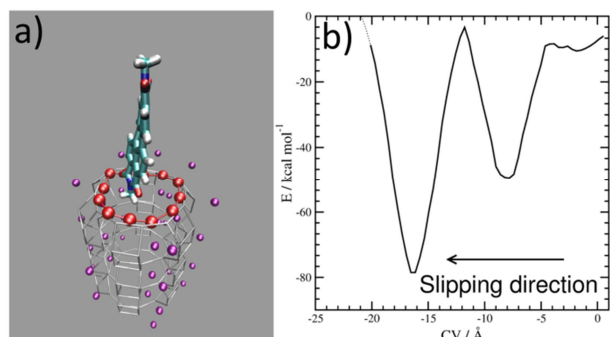 a)
b)
E / kcal mol⁻¹
0
-20
-40
-60
-80
Slipping direction
-25
-20
-15
-10
-5
0
CV / Å